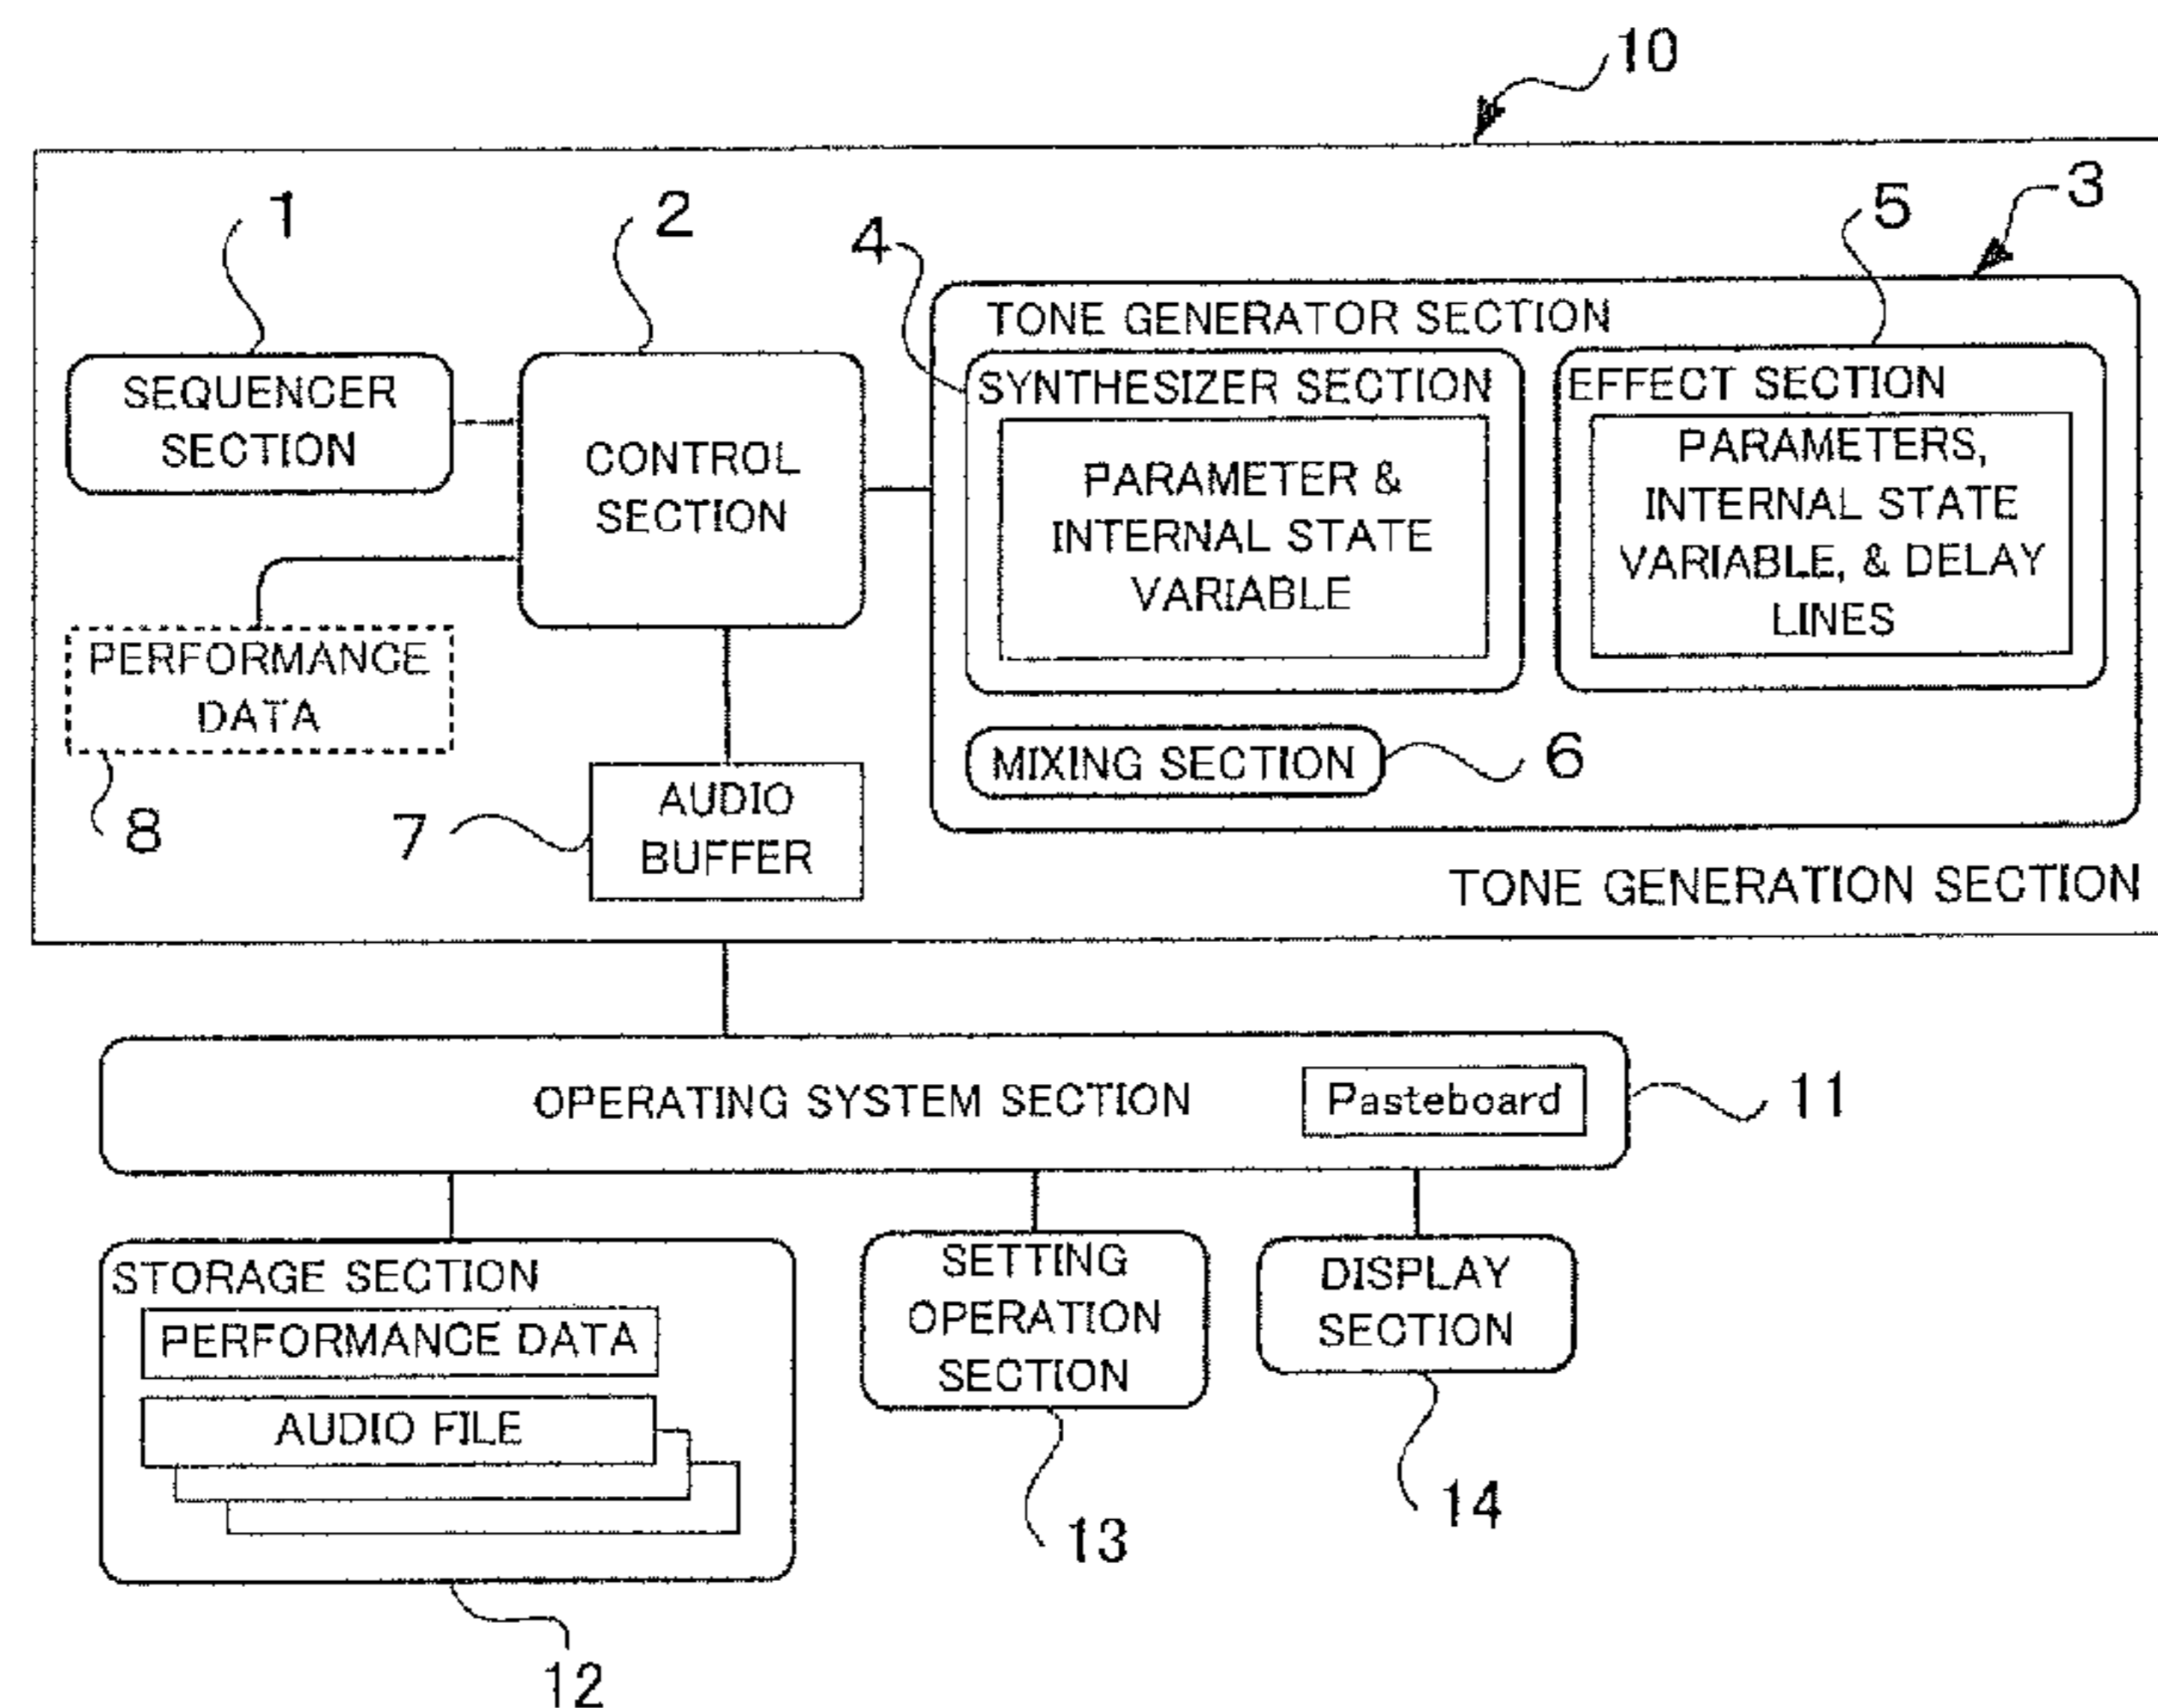 10
1
2
4
5
3
TONE GENERATOR SECTION
SEQUENCER
SECTION
CONTROL
SECTION
SYNTHESIZER SECTION
PARAMETER &
INTERNAL STATE
VARIABLE
EFFECT SECTION
PARAMETERS,
INTERNAL STATE
VARIABLE, & DELAY
LINES
PERFORMANCE
DATA
8
MIXING SECTION
6
7
AUDIO
BUFFER
TONE GENERATION SECTION
OPERATING SYSTEM SECTION
Pasteboard
11
STORAGE SECTION
PERFORMANCE DATA
AUDIO FILE
12
SETTING
OPERATION
SECTION
13
DISPLAY
SECTION
14